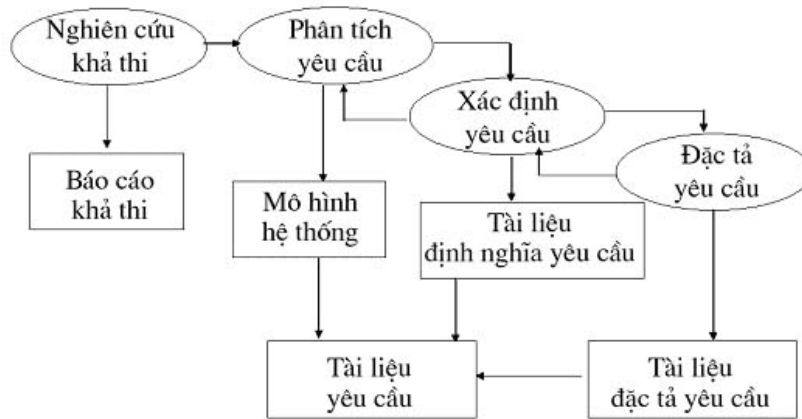 Nghiên cứu
khả thi
Phân tích
yêu cầu
Xác định
yêu cầu
Đặc tả
yêu cầu
Báo cáo
khả thi
Mô hình
hệ thống
Tài liệu
định nghĩa yêu cầu
Tài liệu
yêu cầu
Tài liệu
đặc tả yêu cầu